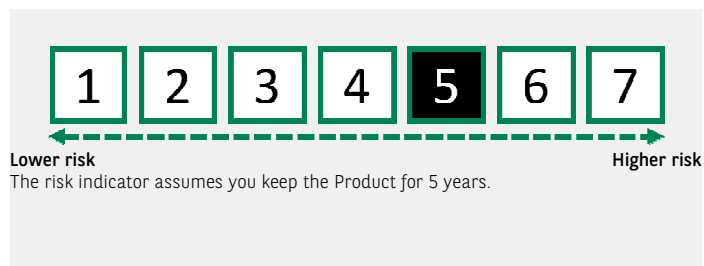 1 2 3 4 5 6 7
Lower risk Higher risk
The risk indicator assumes you keep the Product for 5 years.